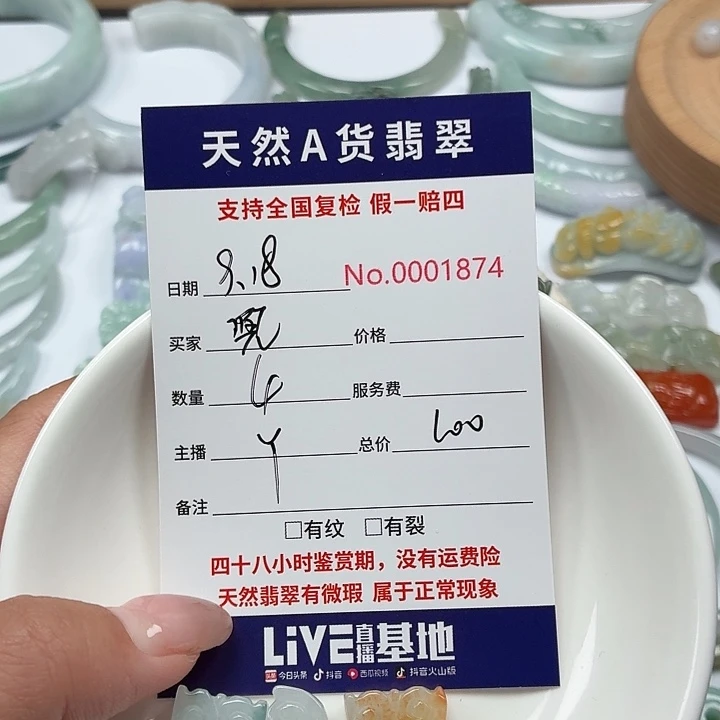 天然A货翡翠
支持全国复检 假一赔四
日期 8.18 No.0001874
买家 晚 价格
数量 4 服务费
主播 Y 总价 100
备注
□有纹 □有裂
四十八小时鉴赏期，没有运费险
天然翡翠有微瑕 属于正常现象
LiVE直播基地
头条 今日头条 抖音 西瓜视频 抖音火山版